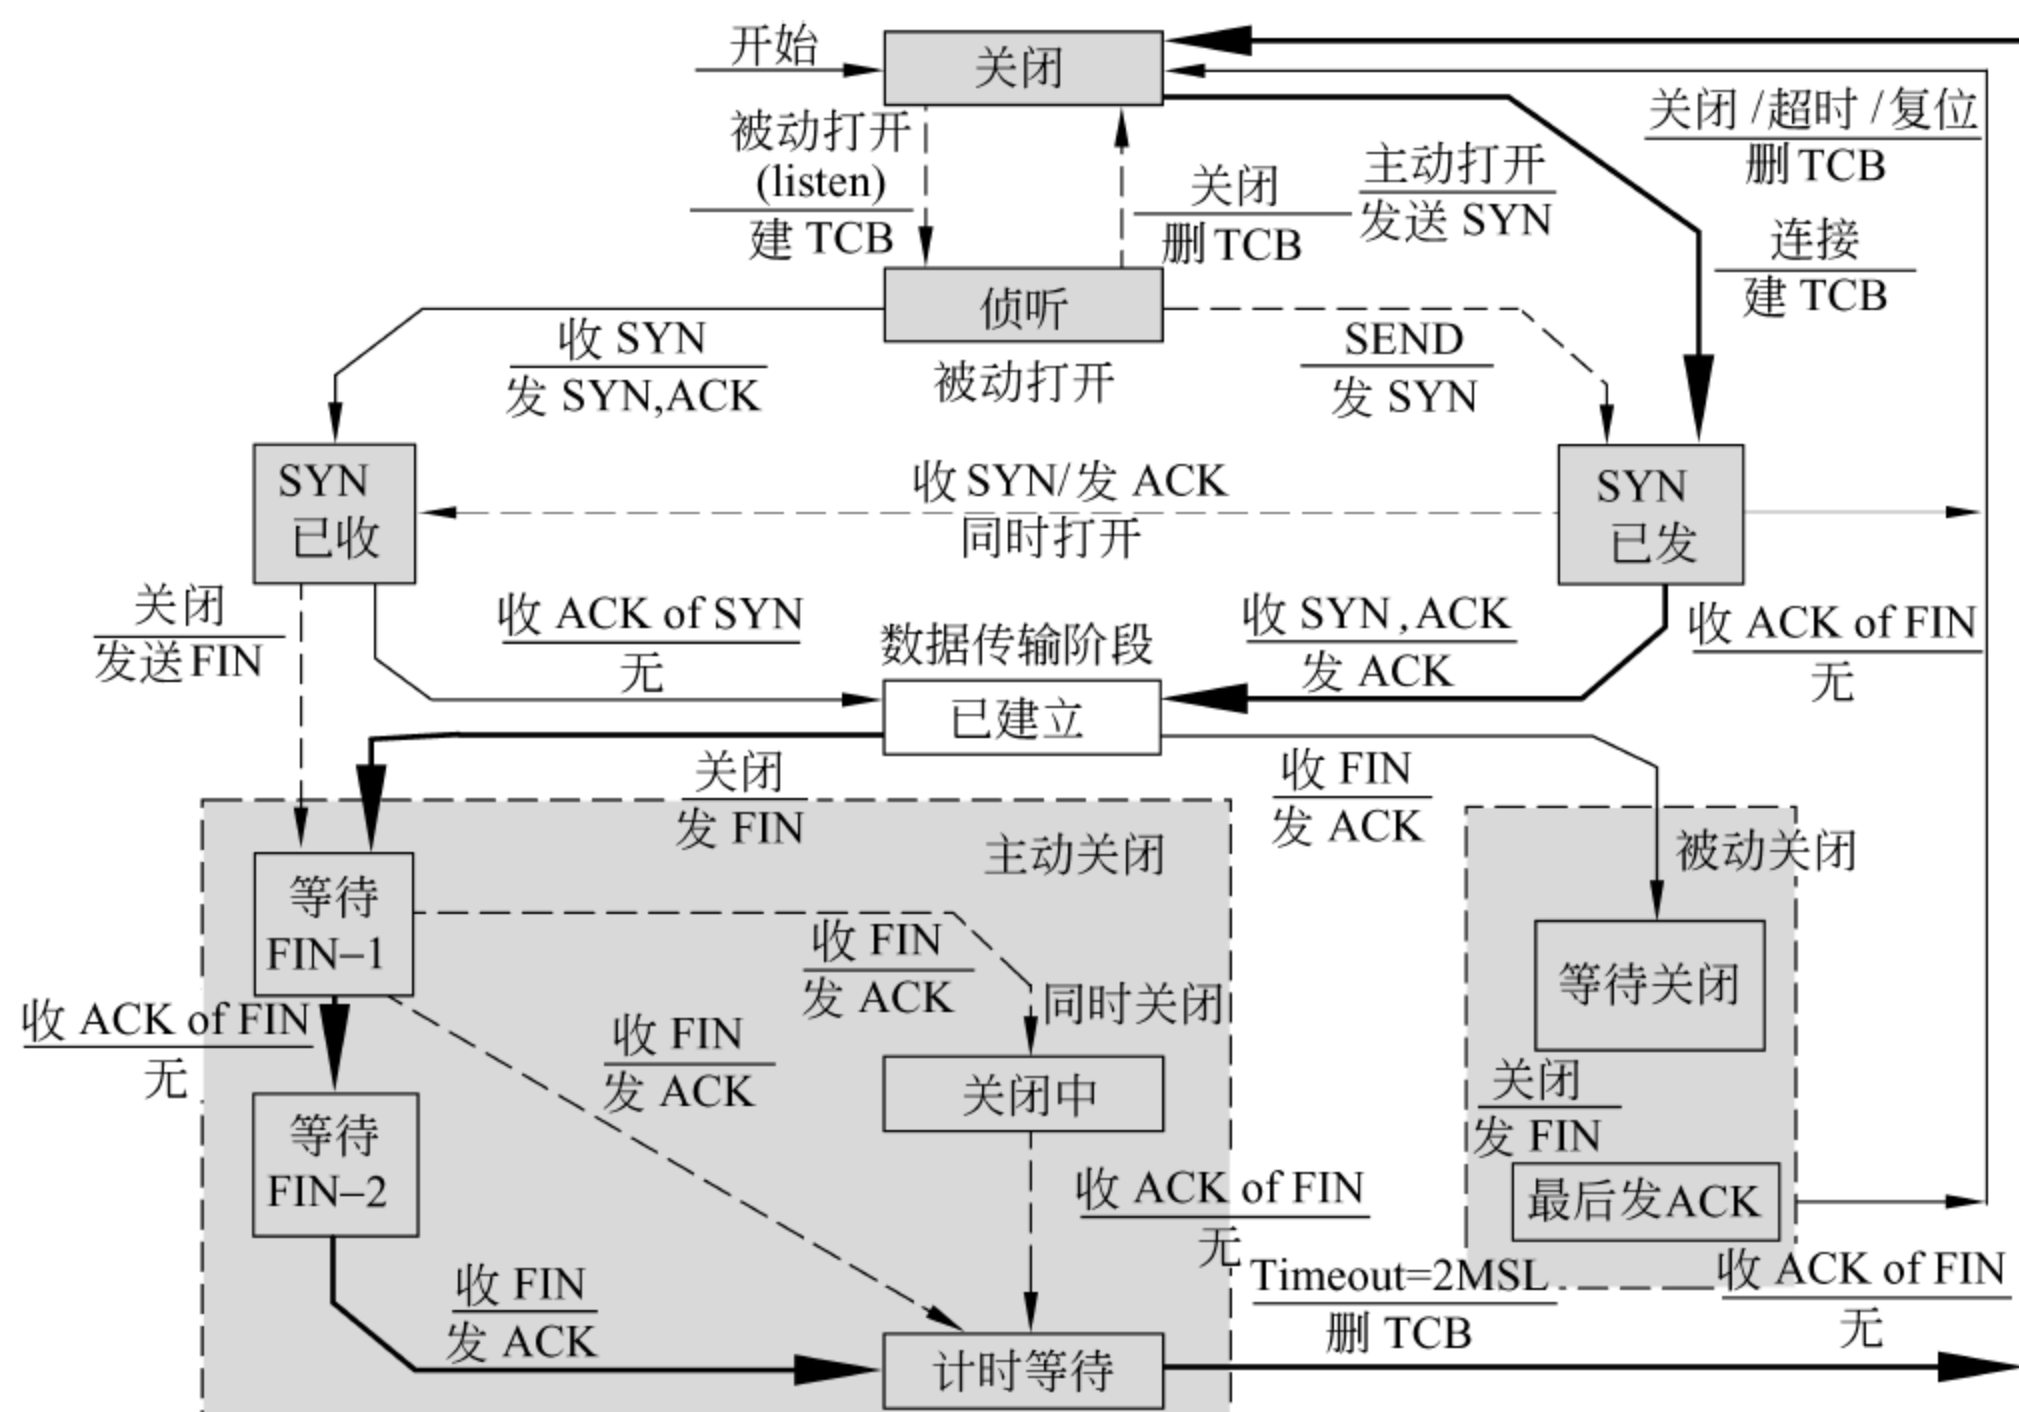 开始
关闭
关闭/超时/复位
删TCB
被动打开
(listen)
建 TCB
关闭
删TCB
主动打开
发送 SYN
连接
建 TCB
侦听
被动打开
收 SYN
发 SYN,ACK
SEND
发 SYN
SYN
已收
收 SYN/发 ACK
同时打开
SYN
已发
关闭
发送FIN
收 ACK of SYN
无
数据传输阶段
收 SYN,ACK
发 ACK
收 ACK of FIN
无
已建立
关闭
发 FIN
收 FIN
发 ACK
主动关闭
被动关闭
等待
FIN-1
收 FIN
发 ACK
同时关闭
等待关闭
收 ACK of FIN
无
收 FIN
发 ACK
关闭中
关闭
发 FIN
等待
FIN-2
收 ACK of FIN
无
最后发ACK
收 FIN
发 ACK
Timeout=2MSL
删 TCB
收 ACK of FIN
无
计时等待